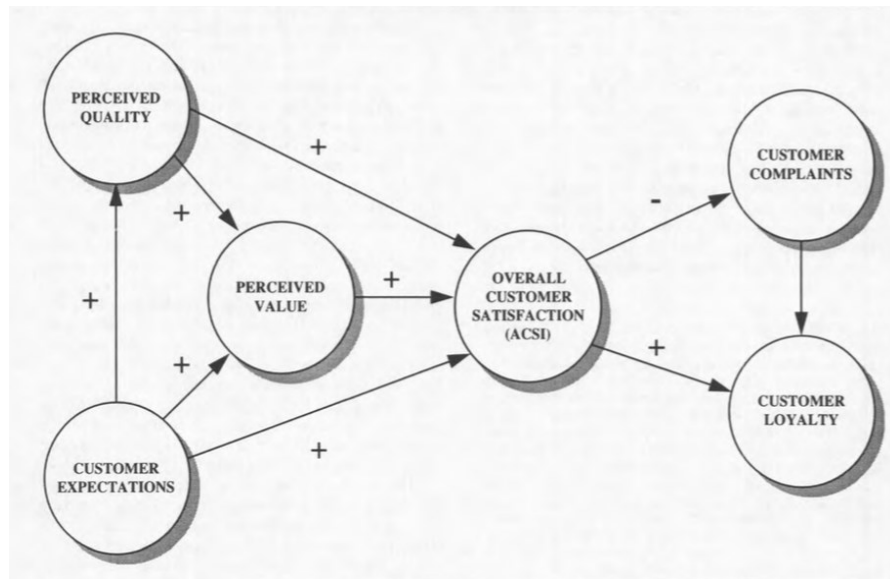 PERCEIVED
QUALITY
+
+
+
PERCEIVED
VALUE
+
+
+
CUSTOMER
EXPECTATIONS
OVERALL
CUSTOMER
SATISFACTION
(ACSI)
-
+
CUSTOMER
COMPLAINTS
CUSTOMER
LOYALTY